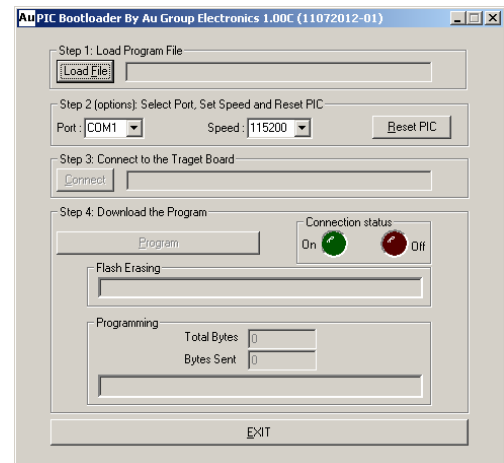 Au PIC Bootloader By Au Group Electronics 1.00C (11072012-01)
Step 1: Load Program File
Load File
Step 2 (options): Select Port, Set Speed and Reset PIC
Port : COM1 Speed : 115200 Reset PIC
Step 3: Connect to the Traget Board
Connect
Step 4: Download the Program
Connection status
Program On Off
Flash Erasing
Programming
Total Bytes 0
Bytes Sent 0
EXIT